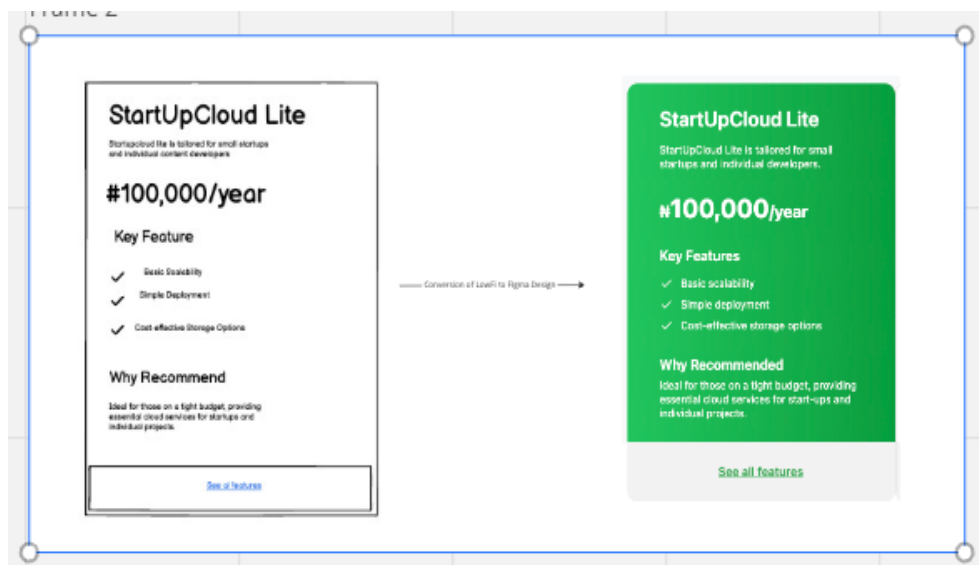 Frame 2
StartUpCloud Lite
Startupcloud lite is tailored for small startups
and individual content developers
#100,000/year
Key Feature
Basic Scalability
Simple Deployment
Cost-effective Storage Options
Why Recommend
Ideal for those on a tight budget, providing
essential cloud services for startups and
individual projects.
See al features
Conversion of LowFi to Figma Design
StartUpCloud Lite
StartUpCloud Lite is tailored for small
startups and individual developers.
₦100,000/year
Key Features
✓ Basic scalability
✓ Simple deployment
✓ Cost-effective storage options
Why Recommended
Ideal for those on a tight budget, providing
essential cloud services for start-ups and
individual projects.
See all features